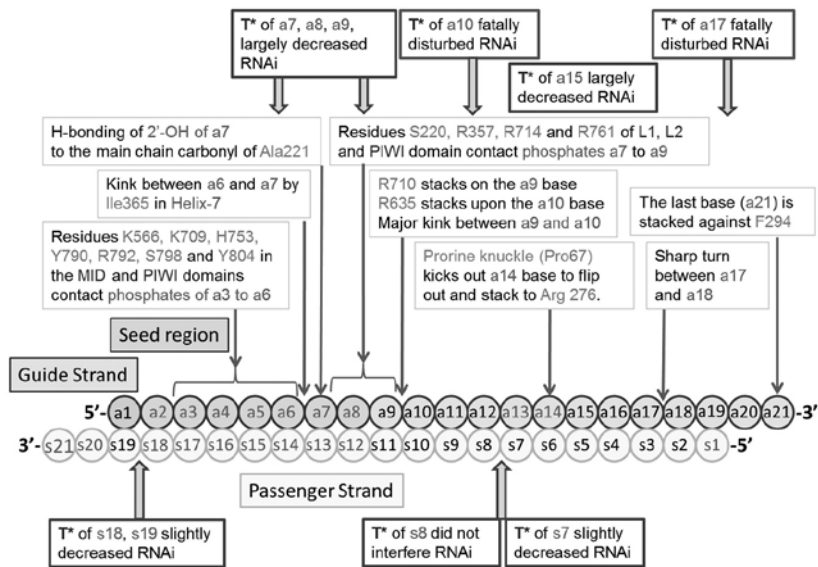 T* of a7, a8, a9,
largely decreased
RNAi
T* of a10 fatally
disturbed RNAi
T* of a17 fatally
disturbed RNAi
T* of a15 largely
decreased RNAi
H-bonding of 2'-OH of a7
to the main chain carbonyl of Ala221
Residues S220, R357, R714 and R761 of L1, L2
and PIWI domain contact phosphates a7 to a9
Kink between a6 and a7 by
Ile365 in Helix-7
R710 stacks on the a9 base
R635 stacks upon the a10 base
Major kink between a9 and a10
The last base (a21) is
stacked against F294
Residues K566, K709, H753,
Y790, R792, S798 and Y804 in
the MID and PIWI domains
contact phosphates of a3 to a6
Prorine knuckle (Pro67)
kicks out a14 base to flip
out and stack to Arg 276.
Sharp turn
between a17
and a18
Seed region
Guide Strand
5'- a1 a2 a3 a4 a5 a6 a7 a8 a9 a10 a11 a12 a13 a14 a15 a16 a17 a18 a19 a20 a21 -3'
3'- s21 s20 s19 s18 s17 s16 s15 s14 s13 s12 s11 s10 s9 s8 s7 s6 s5 s4 s3 s2 s1 -5'
Passenger Strand
T* of s18, s19 slightly
decreased RNAi
T* of s8 did not
interfere RNAi
T* of s7 slightly
decreased RNAi